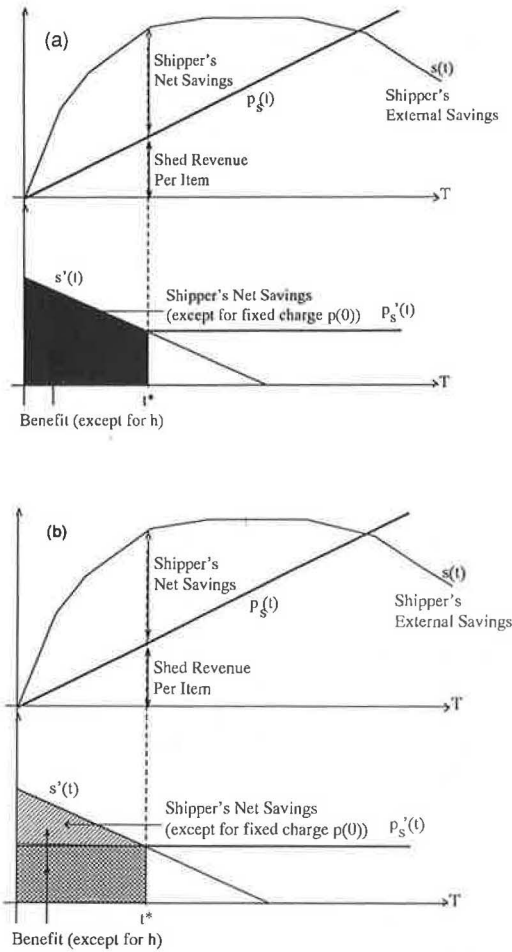 (a)
Shipper's
Net Savings
s(t)
p_s(t)
Shipper's
External Savings
Shed Revenue
Per Item
T
s'(t)
Shipper's Net Savings
(except for fixed charge p(0))
p_s'(t)
T
t*
Benefit (except for h)
(b)
Shipper's
Net Savings
s(t)
p_s(t)
Shipper's
External Savings
Shed Revenue
Per Item
T
s'(t)
Shipper's Net Savings
(except for fixed charge p(0))
p_s'(t)
T
t*
Benefit (except for h)